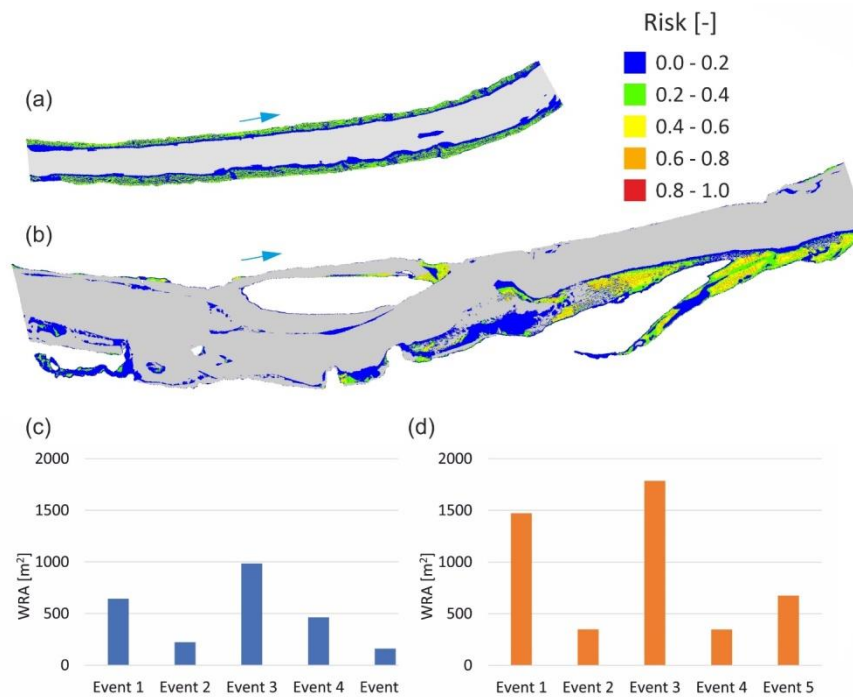 Risk [-]
0.0 - 0.2
0.2 - 0.4
0.4 - 0.6
0.6 - 0.8
0.8 - 1.0
(a)
(b)
(c)
2000
1500
1000
500
0
WRA [m²]
Event 1 Event 2 Event 3 Event 4 Event
(d)
2000
1500
1000
500
0
WRA [m²]
Event 1 Event 2 Event 3 Event 4 Event 5